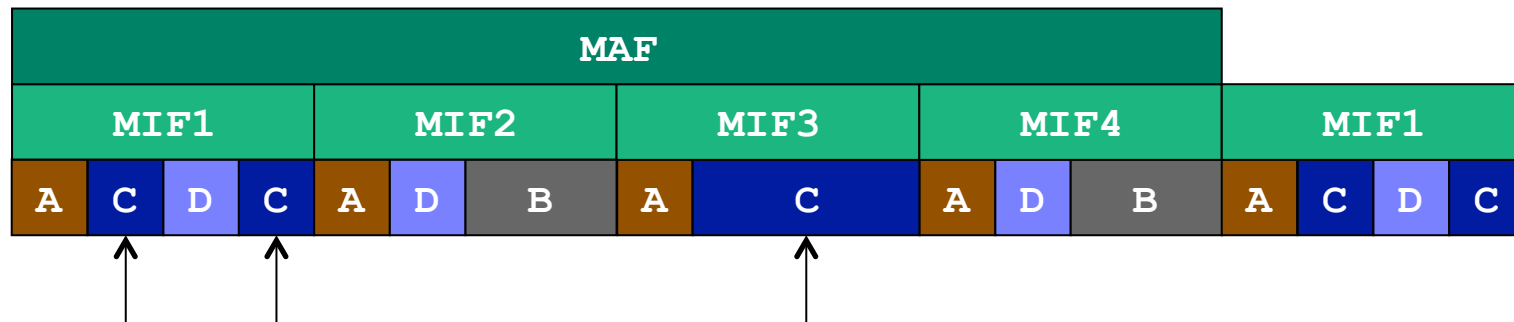 MAF
MIF1 MIF2 MIF3 MIF4 MIF1
A C D C A D B A C A D B A C D C